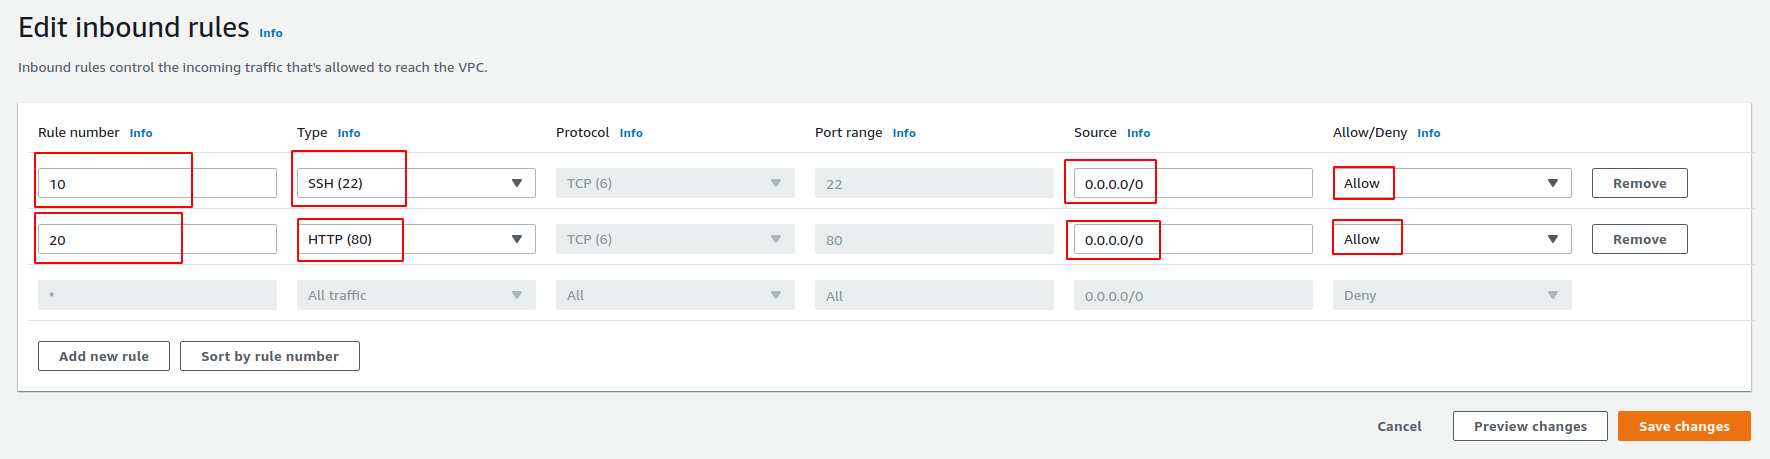 Edit inbound rules Info
Inbound rules control the incoming traffic that's allowed to reach the VPC.
Rule number Info Type Info Protocol Info Port range Info Source Info Allow/Deny Info
10 SSH (22) TCP (6) 22 0.0.0.0/0 Allow Remove
20 HTTP (80) TCP (6) 80 0.0.0.0/0 Allow Remove
* All traffic All All 0.0.0.0/0 Deny
Add new rule Sort by rule number
Cancel Preview changes Save changes